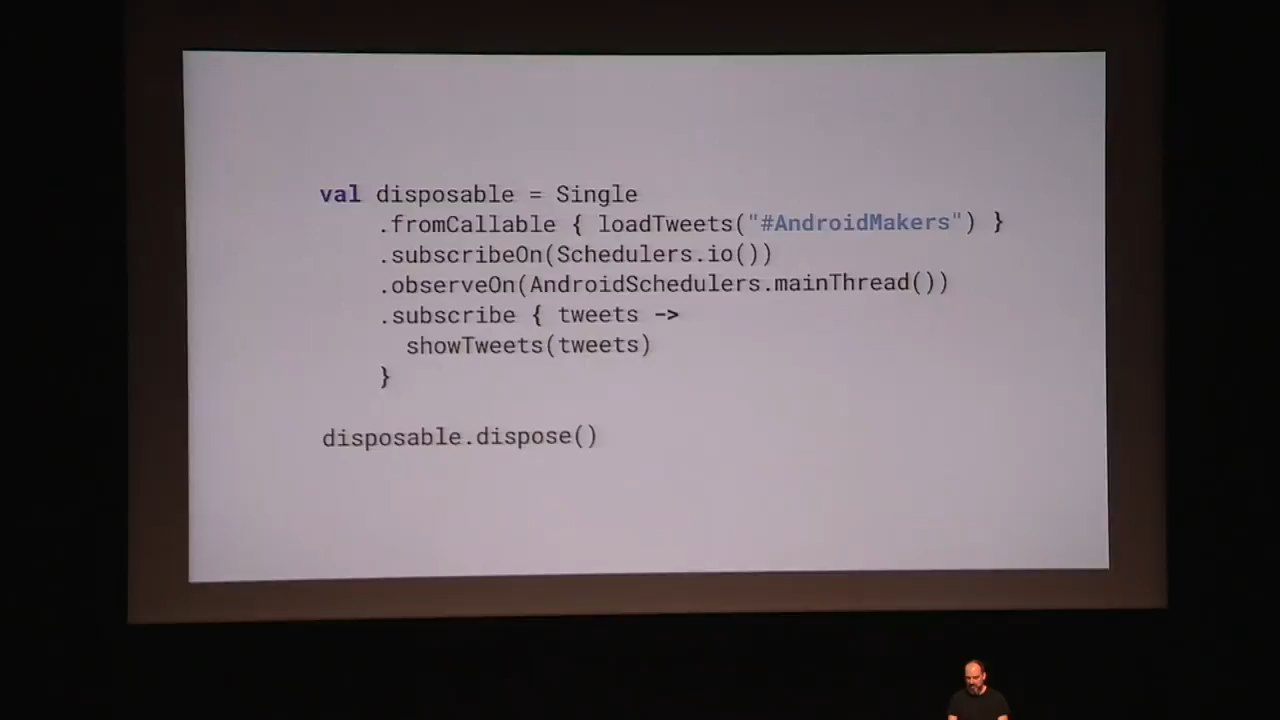 val disposable = Single
.fromCallable { loadTweets("#AndroidMakers") }
.subscribeOn(Schedulers.io())
.observeOn(AndroidSchedulers.mainThread())
.subscribe { tweets ->
showTweets(tweets)
}
disposable.dispose()